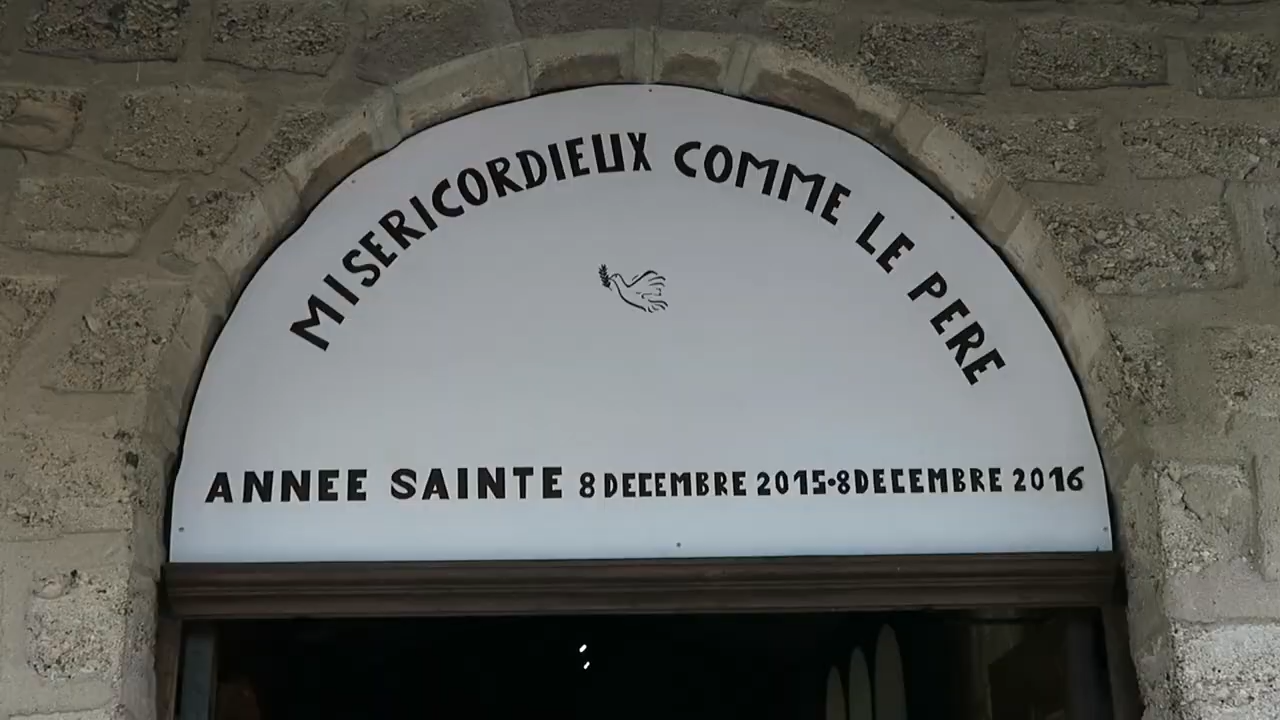 MISERICORDIEUX COMME LE PERE
ANNEE SAINTE 8 DECEMBRE 2015•8 DECEMBRE 2016